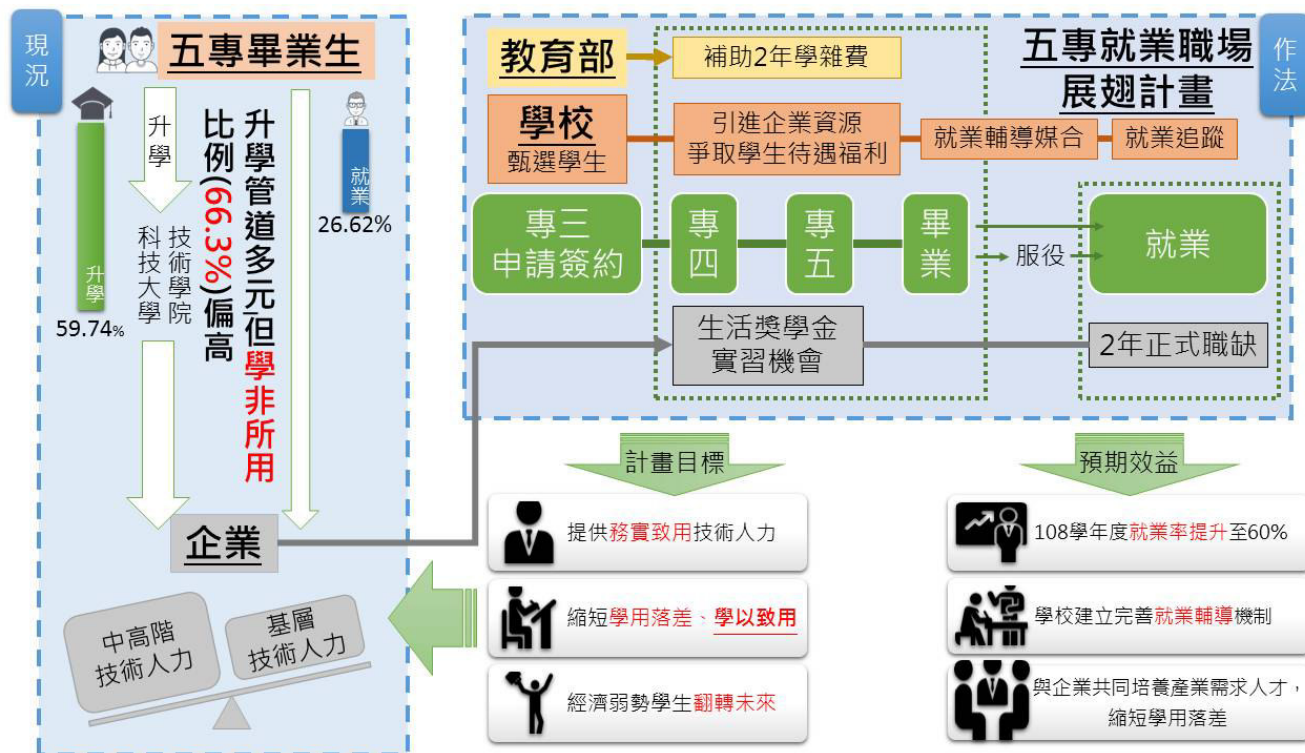 現況
五專畢業生
升學
技術學院
科技大學
升學管道多元但學非所用
比例(66.3%)偏高
升學
59.74%
就業
26.62%
企業
中高階
技術人力
基層
技術人力
作法
五專就業職場
展翅計畫
教育部
補助2年學雜費
學校
甄選學生
引進企業資源
爭取學生待遇福利
就業輔導媒合
就業追蹤
專三
申請簽約
專四
專五
畢業
服役
就業
生活獎學金
實習機會
2年正式職缺
計畫目標
提供務實致用技術人力
縮短學用落差、學以致用
經濟弱勢學生翻轉未來
預期效益
108學年度就業率提升至60%
學校建立完善就業輔導機制
與企業共同培養產業需求人才，
縮短學用落差